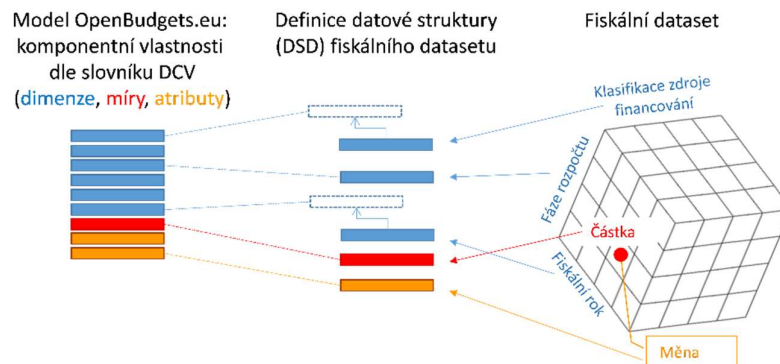 Model OpenBudgets.eu:
komponentní vlastnosti
dle slovníku DCV
(dimenze, míry, atributy)
Definice datové struktury
(DSD) fiskálního datasetu
Fiskální dataset
Klasifikace zdroje
financování
Fáze rozpočtu
Částka
Fiskální rok
Měna